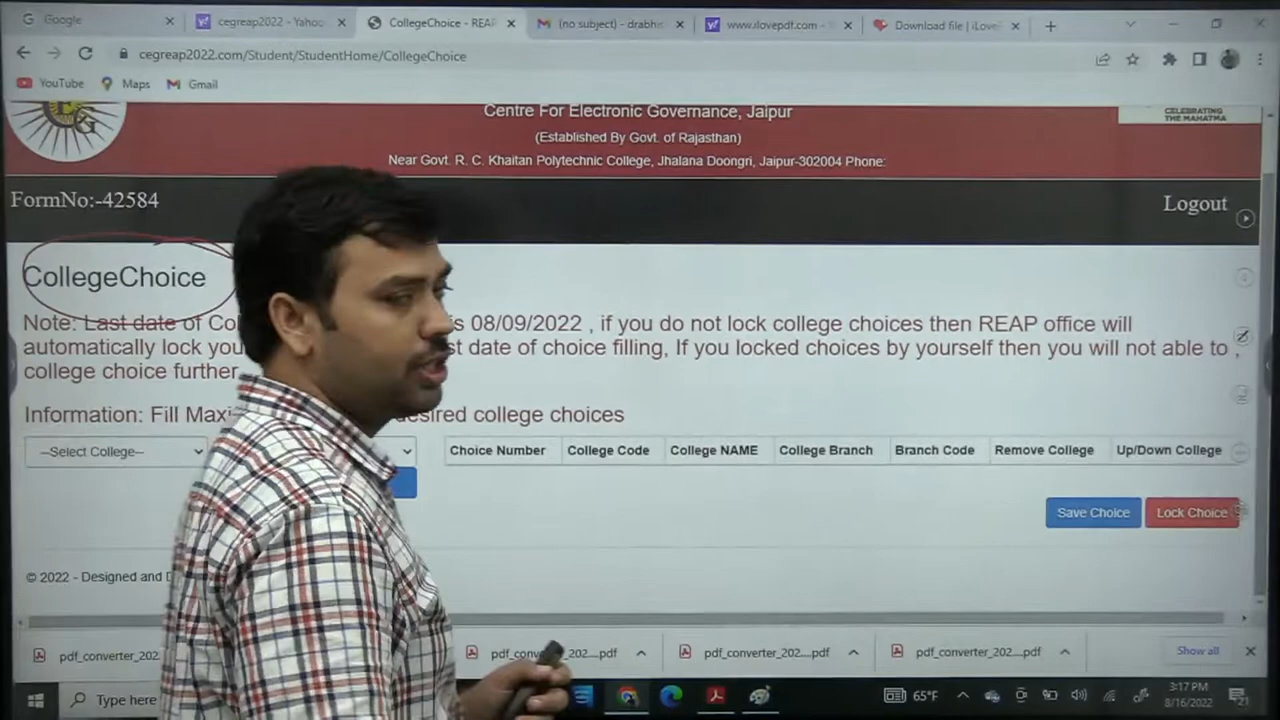 Google
cegreap2022 - Yahoo
CollegeChoice - REAP
(no subject) - drabhi
www.ilovepdf.com -
Download file | iLove
cegreap2022.com/Student/StudentHome/CollegeChoice
YouTube Maps Gmail
Centre For Electronic Governance, Jaipur
CELEBRATING
THE MAHATMA
(Established By Govt. of Rajasthan)
Near Govt. R. C. Khaitan Polytechnic College, Jhalana Doongri, Jaipur-302004 Phone:
FormNo:-42584
Logout
CollegeChoice
Note: Last date of Co is 08/09/2022 , if you do not lock college choices then REAP office will
automatically lock you st date of choice filling, If you locked choices by yourself then you will not able to ,
college choice further
Information: Fill Maxi desired college choices
--Select College--
Choice Number College Code College NAME College Branch Branch Code Remove College Up/Down College
Save Choice Lock Choice
© 2022 - Designed and D
pdf_converter_202
pdf_conve 202....pdf
pdf_converter_202....pdf
pdf_converter_202....pdf
Show all
Type here
65°F
3:17 PM
8/16/2022
21